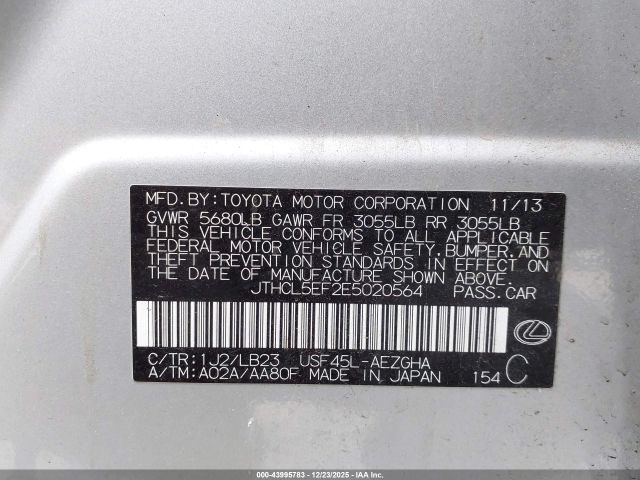 MFD.BY:TOYOTA MOTOR CORPORATION 11/13
GVWR 5680LB GAWR FR 3055LB RR 3055LB
THIS VEHICLE CONFORMS TO ALL APPLICABLE
FEDERAL MOTOR VEHICLE SAFETY,BUMPER,AND
THEFT PREVENTION STANDARDS IN EFFECT ON
THE DATE OF MANUFACTURE SHOWN ABOVE.
JTHCL5EF2E5020564 PASS.CAR
C/TR:1J2/LB23 USF45L-AEZGHA
A/TM:A02A/AA80F MADE IN JAPAN 154 C
000-43995783 - 12/23/2025 - IAAI, Inc.